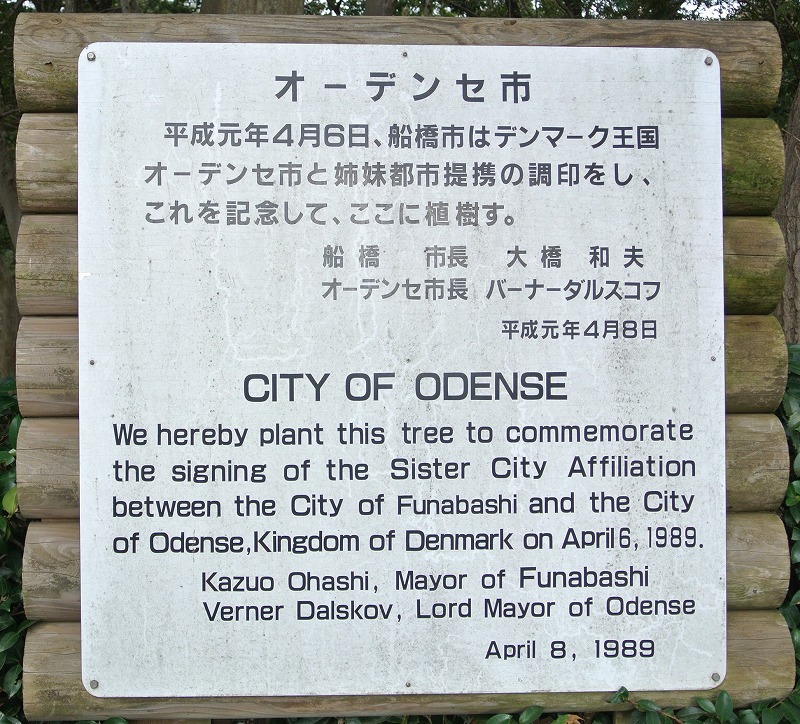 オーデンセ市
平成元年4月6日、船橋市はデンマーク王国
オーデンセ市と姉妹都市提携の調印をし、
これを記念して、ここに植樹す。
船橋 市長 大橋 和夫
オーデンセ市長 バーナーダルスコフ
平成元年4月8日
CITY OF ODENSE
We hereby plant this tree to commemorate
the signing of the Sister City Affiliation
between the City of Funabashi and the City
of Odense,Kingdom of Denmark on April 6, 1989.
Kazuo Ohashi, Mayor of Funabashi
Verner Dalskov, Lord Mayor of Odense
April 8, 1989